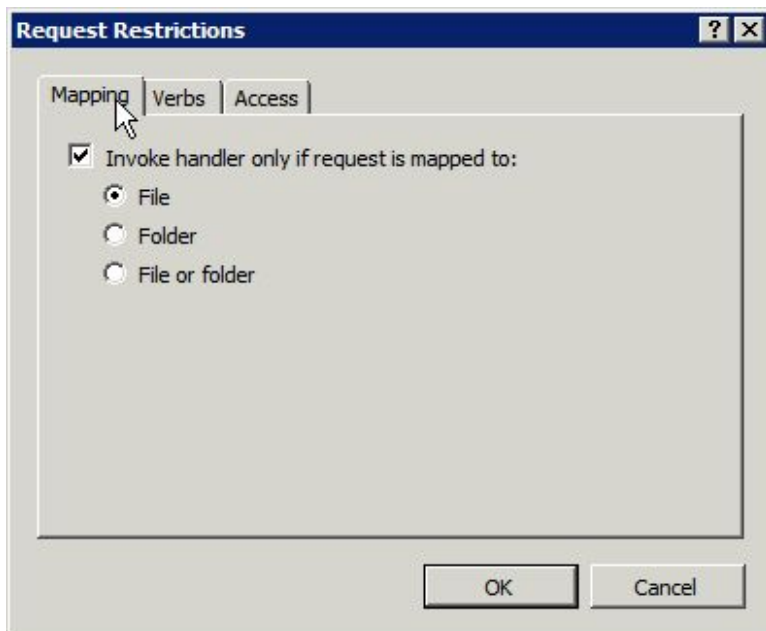 Request Restrictions
Mapping Verbs Access
Invoke handler only if request is mapped to:
File
Folder
File or folder
OK Cancel